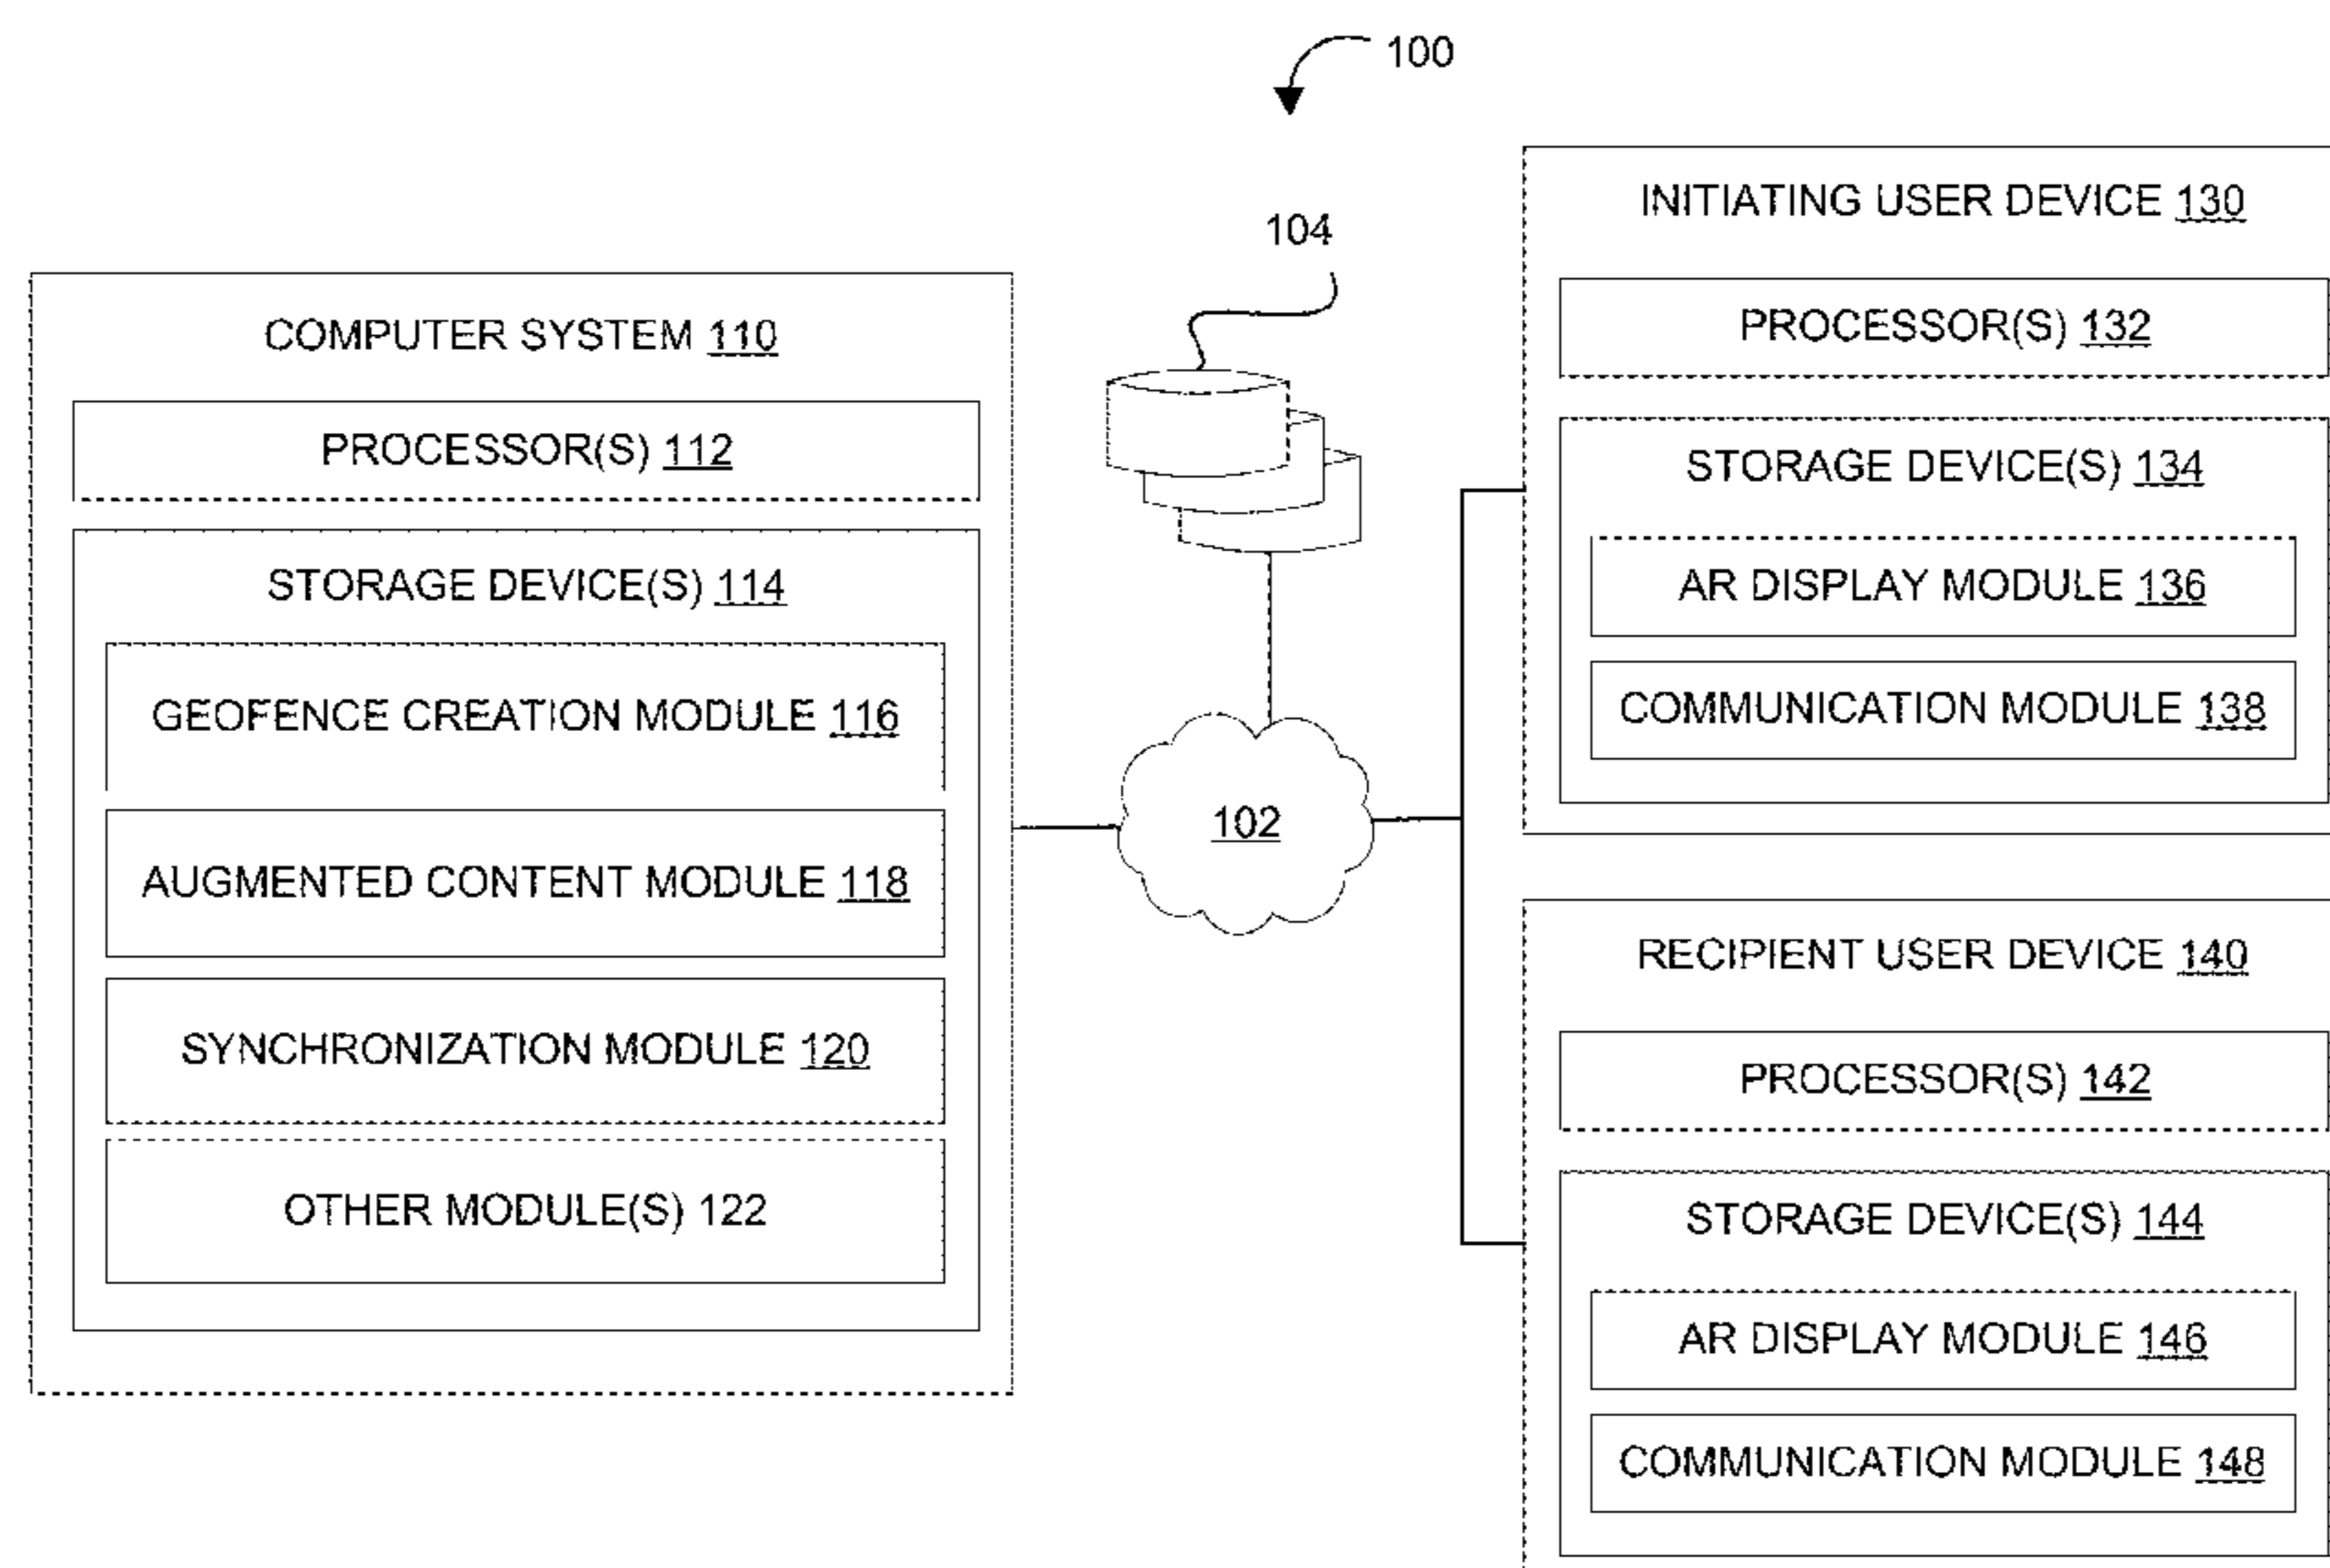 100
104
COMPUTER SYSTEM 110
PROCESSOR(S) 112
STORAGE DEVICE(S) 114
GEOFENCE CREATION MODULE 116
AUGMENTED CONTENT MODULE 118
SYNCHRONIZATION MODULE 120
OTHER MODULE(S) 122
102
INITIATING USER DEVICE 130
PROCESSOR(S) 132
STORAGE DEVICE(S) 134
AR DISPLAY MODULE 136
COMMUNICATION MODULE 138
RECIPIENT USER DEVICE 140
PROCESSOR(S) 142
STORAGE DEVICE(S) 144
AR DISPLAY MODULE 146
COMMUNICATION MODULE 148